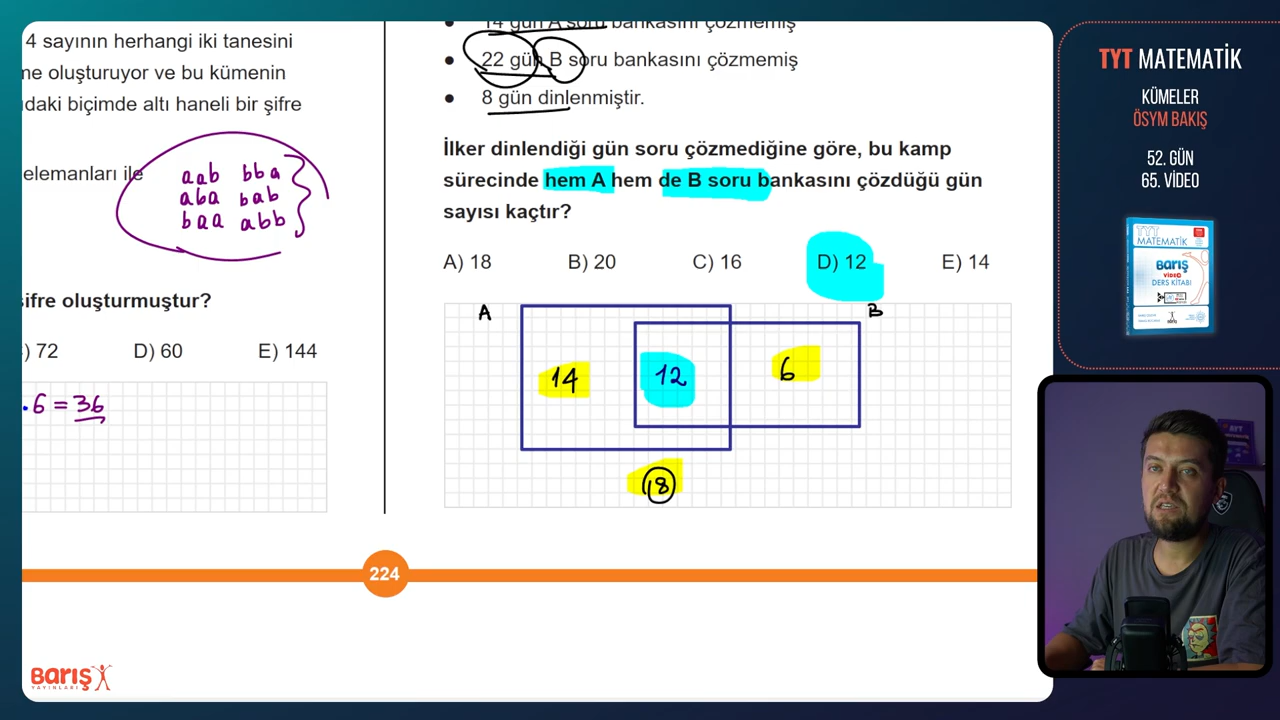 4 sayının herhangi iki tanesini
me oluşturuyor ve bu kümenin
daki biçimde altı haneli bir şifre
elemanları ile
aab bba
aba bab
baa abb
şifre oluşturmuştur?
) 72 D) 60 E) 144
. 6 = 36
14 gün A soru bankasını çözmemiş
22 gün B soru bankasını çözmemiş
8 gün dinlenmiştir.
İlker dinlendiği gün soru çözmediğine göre, bu kamp
sürecinde hem A hem de B soru bankasını çözdüğü gün
sayısı kaçtır?
A) 18 B) 20 C) 16 D) 12 E) 14
A B
14 12 6
18
224
BARIŞ
YAYINLARI
TYT MATEMATİK
KÜMELER
ÖSYM BAKIŞ
52. GÜN
65. VİDEO
TYT
MATEMATİK
BARIŞ
VİDEO
DERS KİTABI